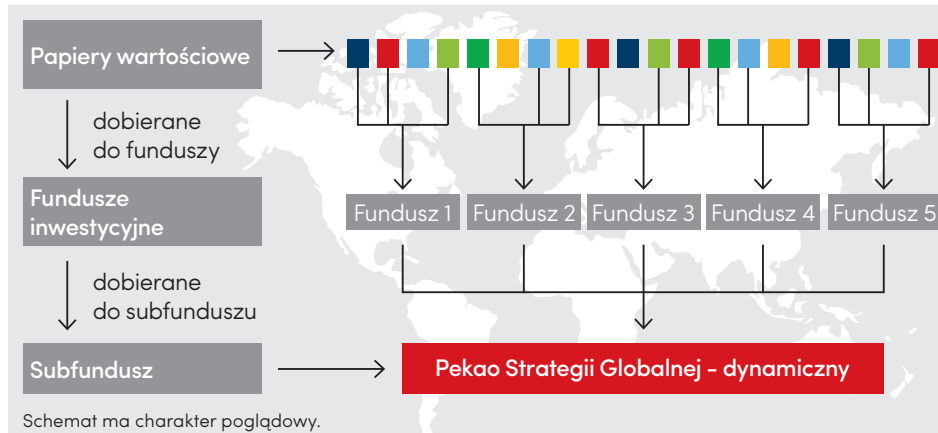 Papiery wartościowe
dobierane
do funduszy
Fundusze
inwestycyjne
Fundusz 1
Fundusz 2
Fundusz 3
Fundusz 4
Fundusz 5
dobierane
do subfunduszu
Subfundusz
Pekao Strategii Globalnej - dynamiczny
Schemat ma charakter poglądowy.